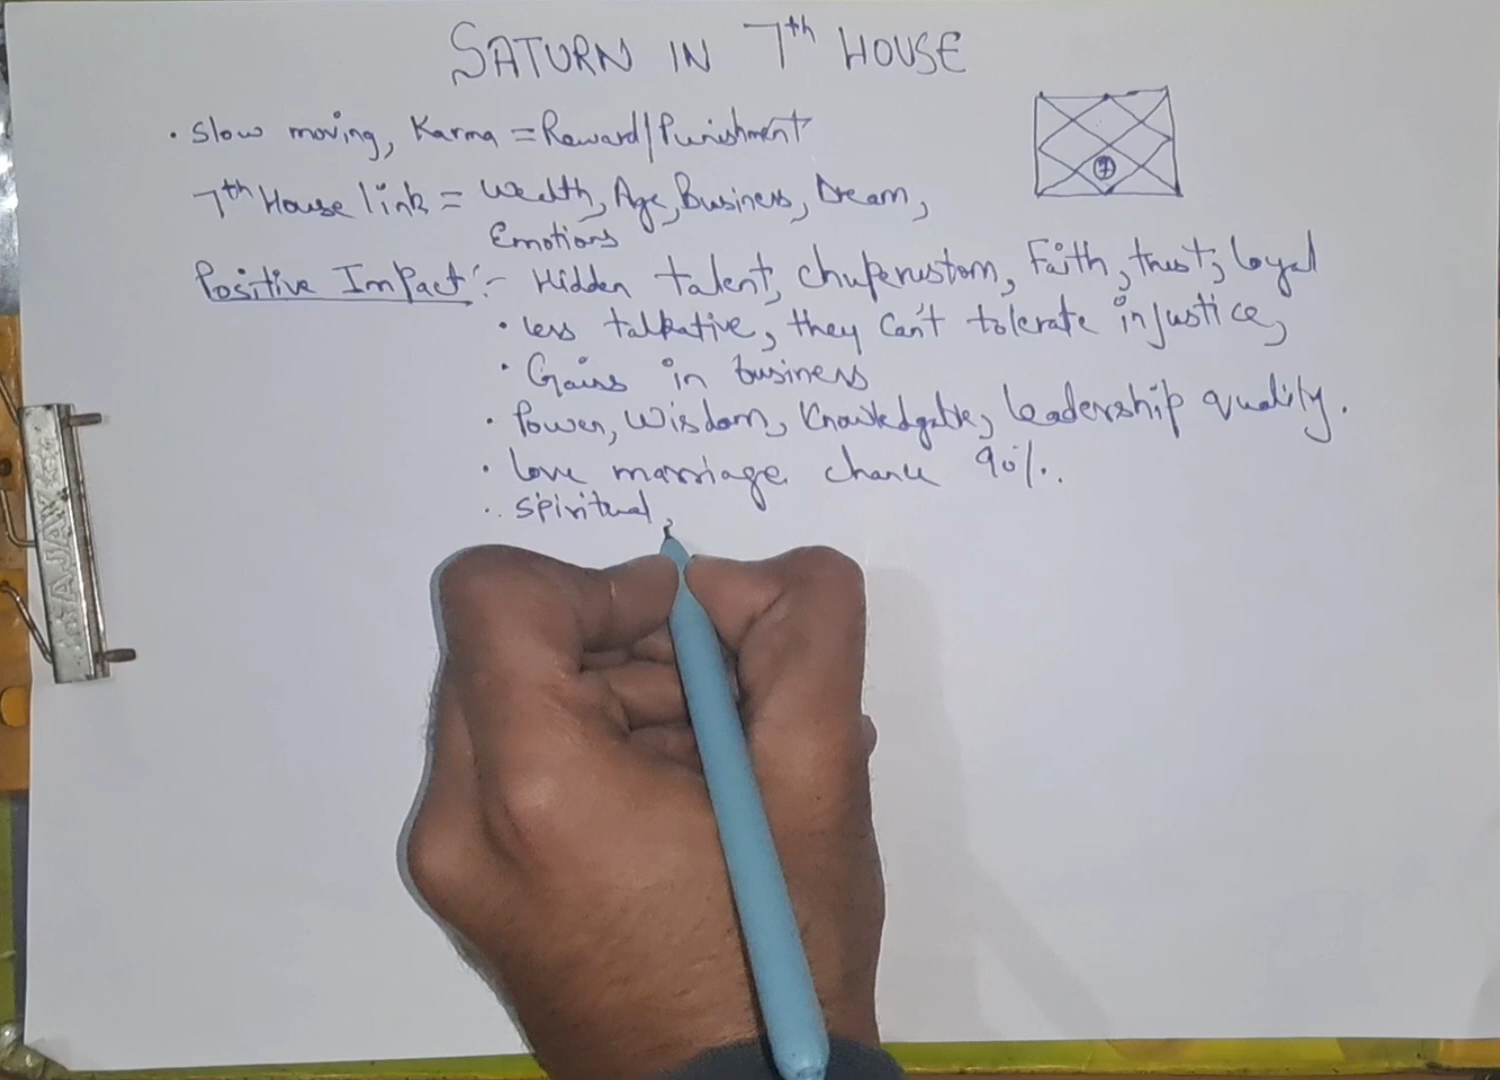 SATURN IN 7th HOUSE
. Slow moving, Karma = Reward/Punishment
7th House link = Wealth, Age, Business, Dream,
Emotions
7
Positive Impact :- Hidden talent, chuperustom, Faith, trust, loyal
. less talkative, they can't tolerate injustice,
. Gains in business
. Power, Wisdom, Knowledgable, leadership quality.
. love marriage chance 90%.
. Spiritual,
AJAY